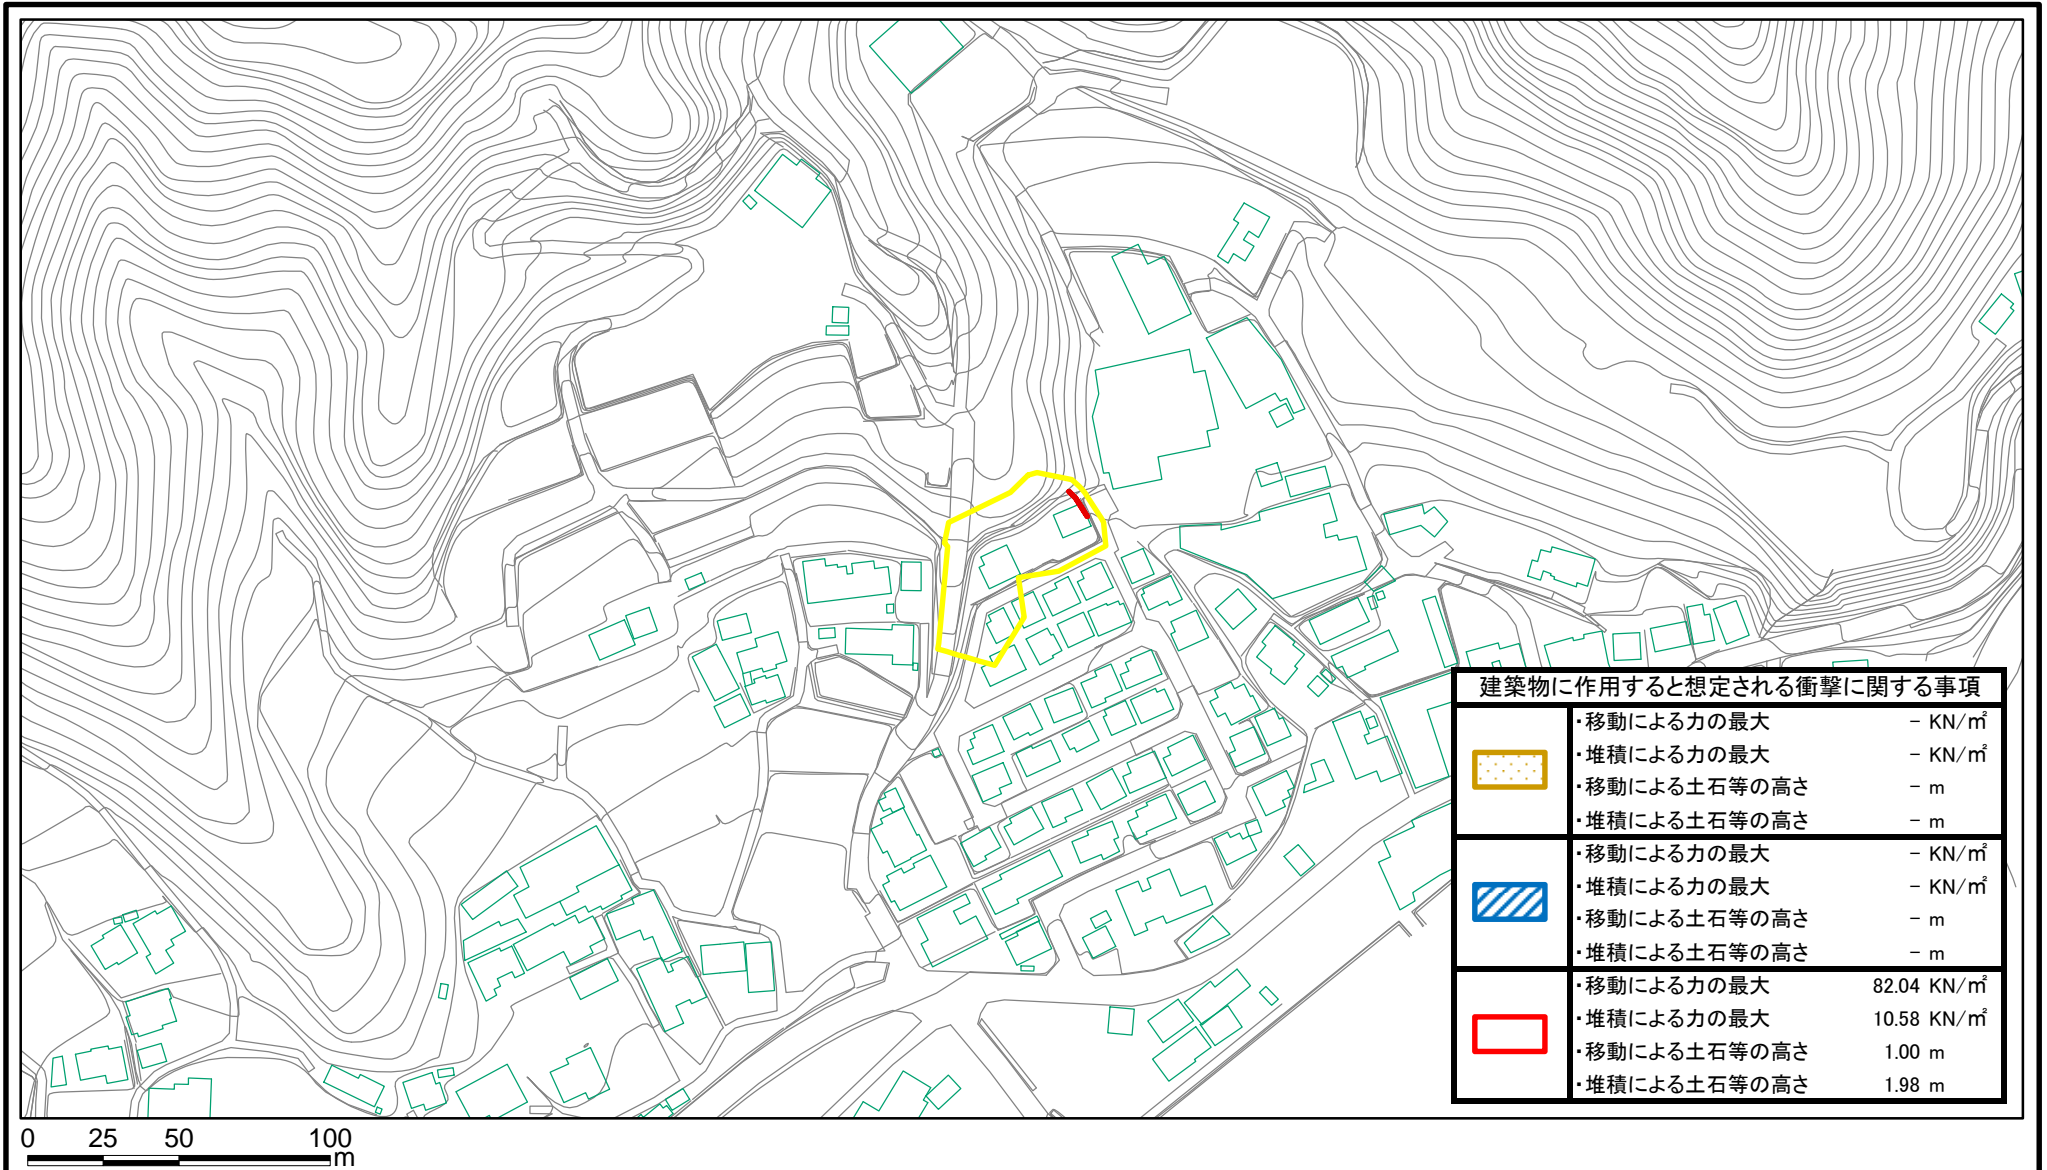 建築物に作用すると想定される衝撃に関する事項
・移動による力の最大 － KN/㎡
・堆積による力の最大 － KN/㎡
・移動による土石等の高さ － m
・堆積による土石等の高さ － m
・移動による力の最大 － KN/㎡
・堆積による力の最大 － KN/㎡
・移動による土石等の高さ － m
・堆積による土石等の高さ － m
・移動による力の最大 82.04 KN/㎡
・堆積による力の最大 10.58 KN/㎡
・移動による土石等の高さ 1.00 m
・堆積による土石等の高さ 1.98 m
0 25 50 100
m